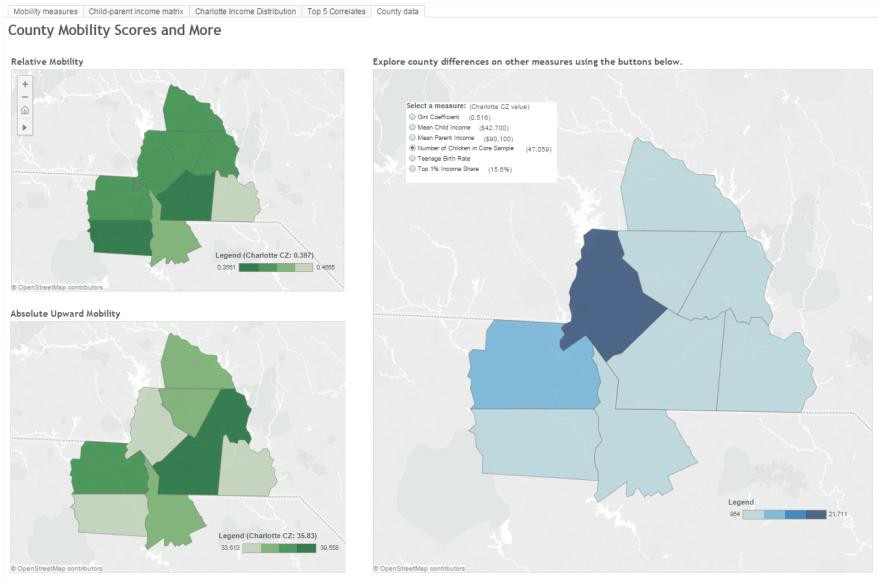 Mobility measures Child-parent income matrix Charlotte Income Distribution Top 5 Correlates County data
County Mobility Scores and More
Relative Mobility
Legend (Charlotte CZ: 0.397)
0.3561 0.4565
© OpenStreetMap contributors
Absolute Upward Mobility
Legend (Charlotte CZ: 35.83)
33.610 39.558
© OpenStreetMap contributors
Explore county differences on other measures using the buttons below.
Select a measure: (Charlotte CZ value)
Gini Coefficient (0.516)
Mean Child Income ($42,700)
Mean Parent Income ($90,100)
Number of Children in Core Sample (47,059)
Teenage Birth Rate
Top 1% Income Share (15.6%)
Legend
954 21,711
© OpenStreetMap contributors